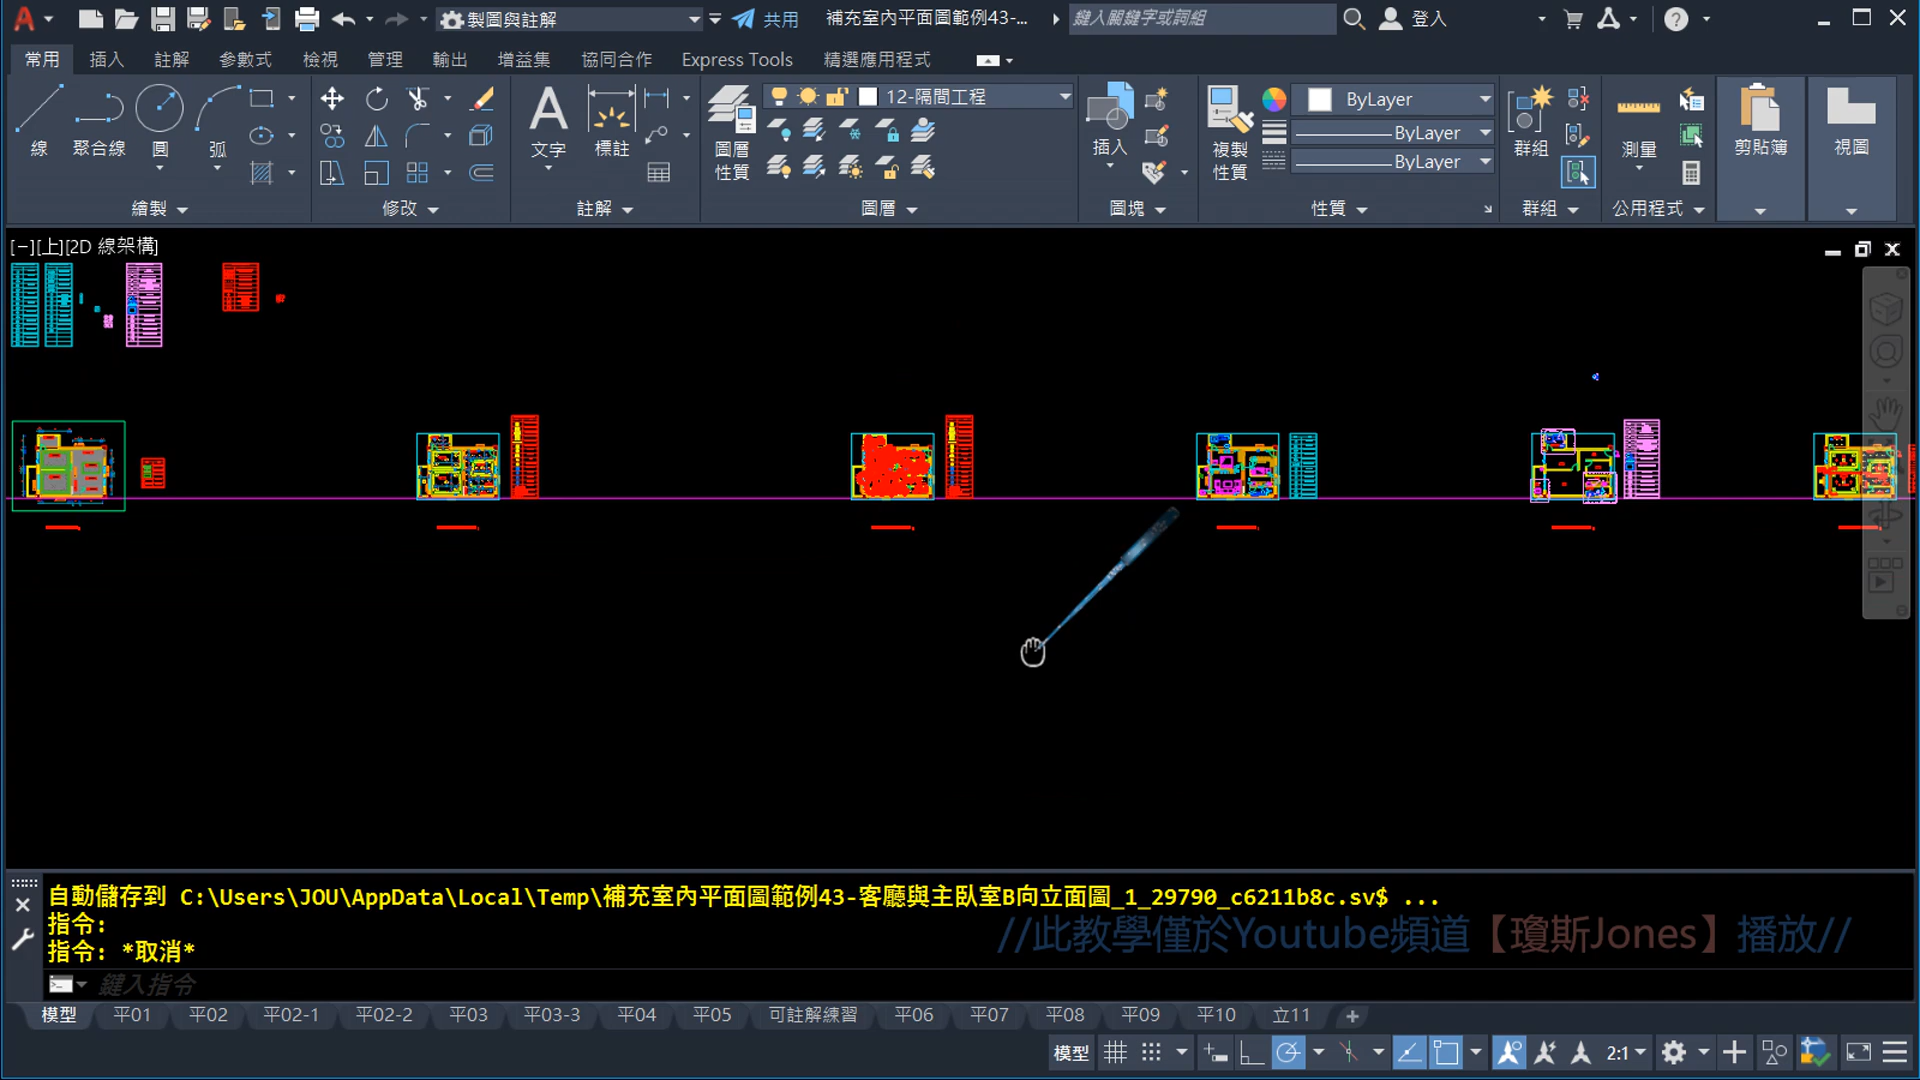 製圖與註解
共用
補充室內平面圖範例43-...
鍵入關鍵字或詞組
登入
常用 插入 註解 參數式 檢視 管理 輸出 增益集 協同合作 Express Tools 精選應用程式
線
聚合線
圓
弧
繪製
修改
文字
標註
註解
圖層
性質
12-隔間工程
圖層
插入
圖塊
複製
性質
ByLayer
ByLayer
ByLayer
性質
群組
群組
測量
公用程式
剪貼簿
視圖
[−][上][2D 線架構]
自動儲存到 C:\Users\JOU\AppData\Local\Temp\補充室內平面圖範例43-客廳與主臥室B向立面圖_1_29790_c6211b8c.sv$ ...
指令:
指令: *取消*
//此教學僅於Youtube頻道【瓊斯Jones】播放//
鍵入指令
模型 平01 平02 平02-1 平02-2 平03 平03-3 平04 平05 可註解練習 平06 平07 平08 平09 平10 立11
模型
2:1